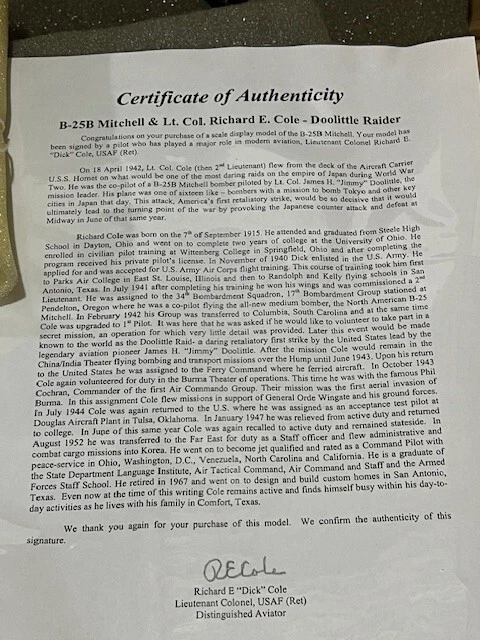 Certificate of Authenticity
B-25B Mitchell & Lt. Col. Richard E. Cole - Doolittle Raider
Congratulations on your purchase of a scale display model of the B-25B Mitchell. Your model has
been signed by a pilot who has played a major role in modern aviation, Lieutenant Colonel Richard E.
"Dick" Cole, USAF (Ret).
On 18 April 1942, Lt. Col. Cole (then 2nd Lieutenant) flew from the deck of the Aircraft Carrier
U.S.S. Hornet on what would be one of the most daring raids on the empire of Japan during World War
Two. He was the co-pilot of a B-25B Mitchell bomber piloted by Lt. Col. James H. "Jimmy" Doolittle, the
mission leader. His plane was one of sixteen like – bombers with a mission to bomb Tokyo and other key
cities in Japan that day. This attack, America's first retaliatory strike, would be so decisive that it would
ultimately lead to the turning point of the war by provoking the Japanese counter attack and defeat at
Midway in June of that same year.
Richard Cole was born on the 7th of September 1915. He attended and graduated from Steele High
School in Dayton, Ohio and went on to complete two years of college at the University of Ohio. He
enrolled in civilian pilot training at Wittenberg College in Springfield, Ohio and after completing the
program received his private pilot's license. In November of 1940 Dick enlisted in the U.S. Army. He
applied for and was accepted for U.S. Army Air Corps flight training. This course of training took him first
to Parks Air College in East St. Louis, Illinois and then to Randolph and Kelly flying schools in San
Antonio, Texas. In July 1941 after completing his training he won his wings and was commissioned a 2nd
Lieutenant. He was assigned to the 34th Bombardment Squadron, 17th Bombardment Group stationed at
Pendelton, Oregon where he was a co-pilot flying the all-new medium bomber, the North American B-25
Mitchell. In February 1942 his Group was transferred to Columbia, South Carolina and at the same time
Cole was upgraded to 1st Pilot. It was here that he was asked if he would like to volunteer to take part in a
secret mission, an operation for which very little detail was provided. Later this event would be made
known to the world as the Doolittle Raid- a daring retaliatory first strike by the United States lead by the
legendary aviation pioneer James H. "Jimmy" Doolittle. After the mission Cole would remain in the
China/India Theater flying bombing and transport missions over the Hump until June 1943. Upon his return
to the United States he was assigned to the Ferry Command where he ferried aircraft. In October 1943
Cole again volunteered for duty in the Burma Theater of operations. This time he was with the famous Phil
Cochran, Commander of the first Air Commando Group. Their mission was the first aerial invasion of
Burma. In this assignment Cole flew missions in support of General Orde Wingate and his ground forces.
In July 1944 Cole was again returned to the U.S. where he was assigned as an acceptance test pilot at
Douglas Aircraft Plant in Tulsa, Oklahoma. In January 1947 he was relieved from active duty and returned
to college. In June of this same year Cole was again recalled to active duty and remained stateside. In
August 1952 he was transferred to the Far East for duty as a Staff officer and flew administrative and
combat cargo missions into Korea. He went on to become jet qualified and rated as a Command Pilot with
peace-service in Ohio, Washington, D.C., Venezuela, North Carolina and California. He is a graduate of
the State Department Language Institute, Air Tactical Command, Air Command and Staff and the Armed
Forces Staff School. He retired in 1967 and went on to design and build custom homes in San Antonio,
Texas. Even now at the time of this writing Cole remains active and finds himself busy within his day-to-
day activities as he lives with his family in Comfort, Texas.
We thank you again for your purchase of this model. We confirm the authenticity of this
signature.
RECole
Richard E "Dick" Cole
Lieutenant Colonel, USAF (Ret)
Distinguished Aviator